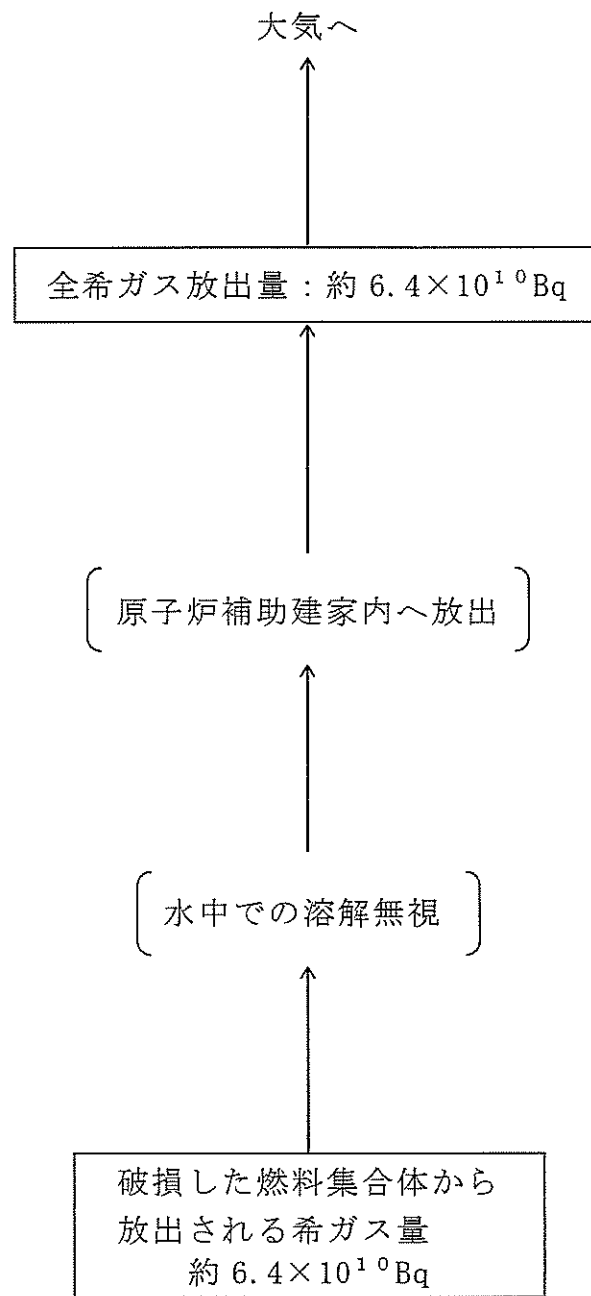 大気へ
全希ガス放出量：約 6.4×10¹⁰Bq
原子炉補助建家内へ放出
水中での溶解無視
破損した燃料集合体から
放出される希ガス量
約 6.4×10¹⁰Bq